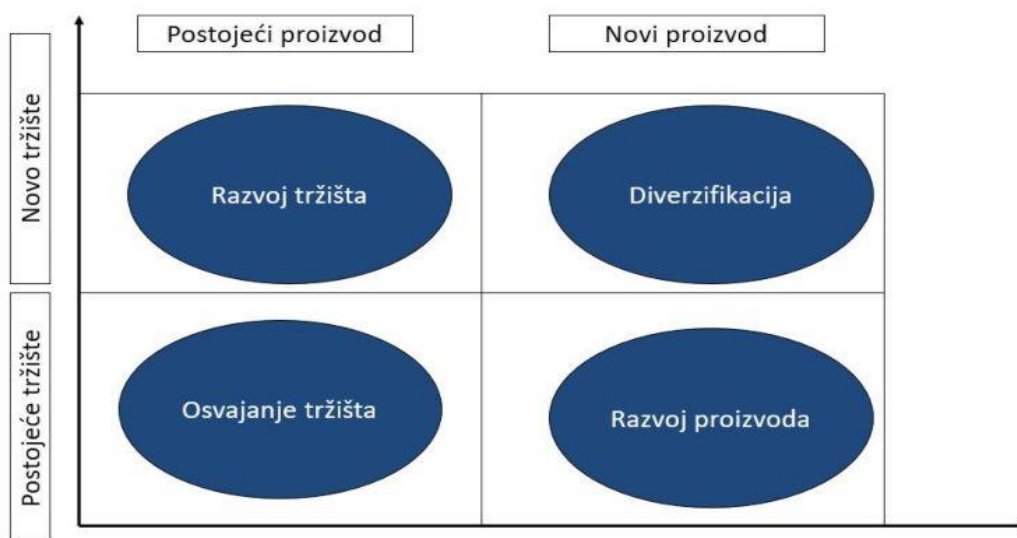 Postojeći proizvod
Novi proizvod
Novo tržište
Razvoj tržišta
Diverzifikacija
Postojeće tržište
Osvajanje tržišta
Razvoj proizvoda